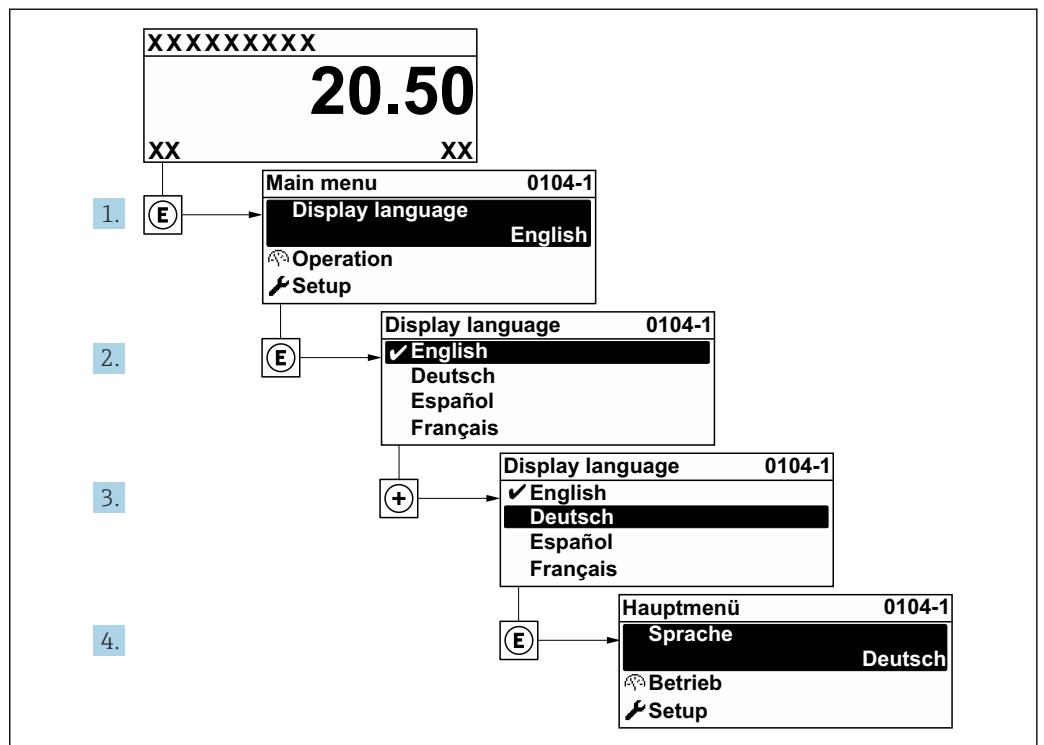 XXXXXXXXX
20.50
XX XX
1. E
Main menu 0104-1
Display language
English
Operation
Setup
2. E
Display language 0104-1
✔ English
Deutsch
Español
Français
3. +
Display language 0104-1
✔ English
Deutsch
Español
Français
4. E
Hauptmenü 0104-1
Sprache
Deutsch
Betrieb
Setup